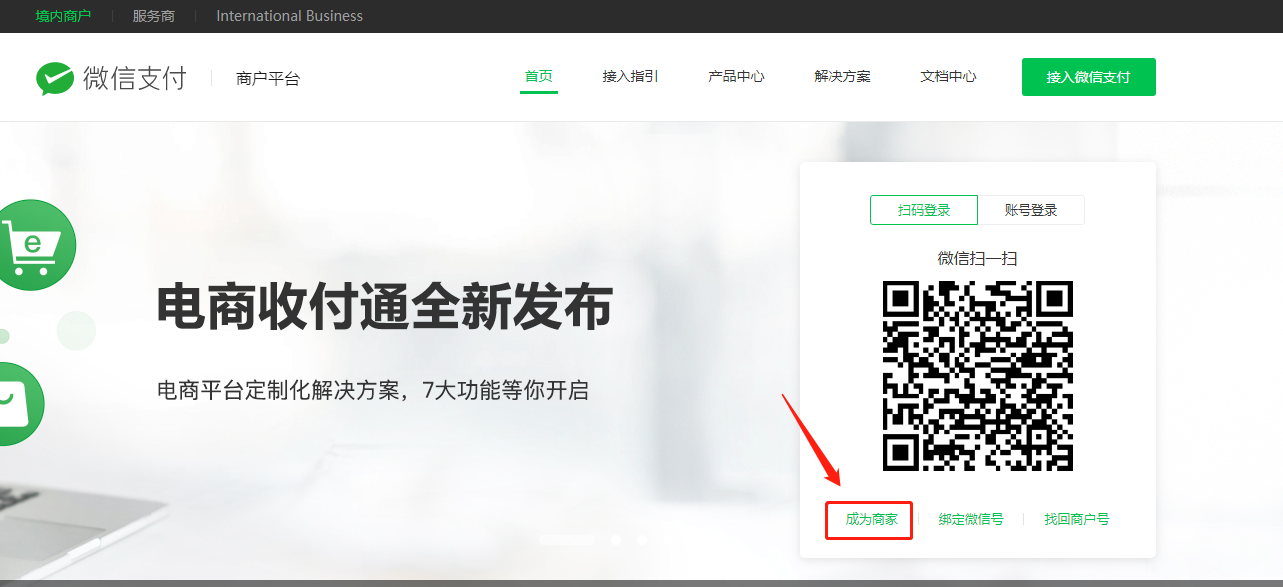 境内商户 服务商 International Business
微信支付 商户平台 首页 接入指引 产品中心 解决方案 文档中心 接入微信支付
扫码登录 账号登录
微信扫一扫
e
电商收付通全新发布
电商平台定制化解决方案，7大功能等你开启
成为商家 绑定微信号 找回商户号